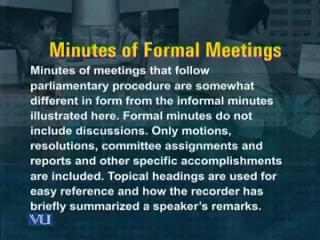 Minutes of Formal Meetings
Minutes of meetings that follow
parliamentary procedure are somewhat
different in form from the informal minutes
illustrated here. Formal minutes do not
include discussions. Only motions,
resolutions, committee assignments and
reports and other specific accomplishments
are included. Topical headings are used for
easy reference and how the recorder has
briefly summarized a speaker's remarks.
VU